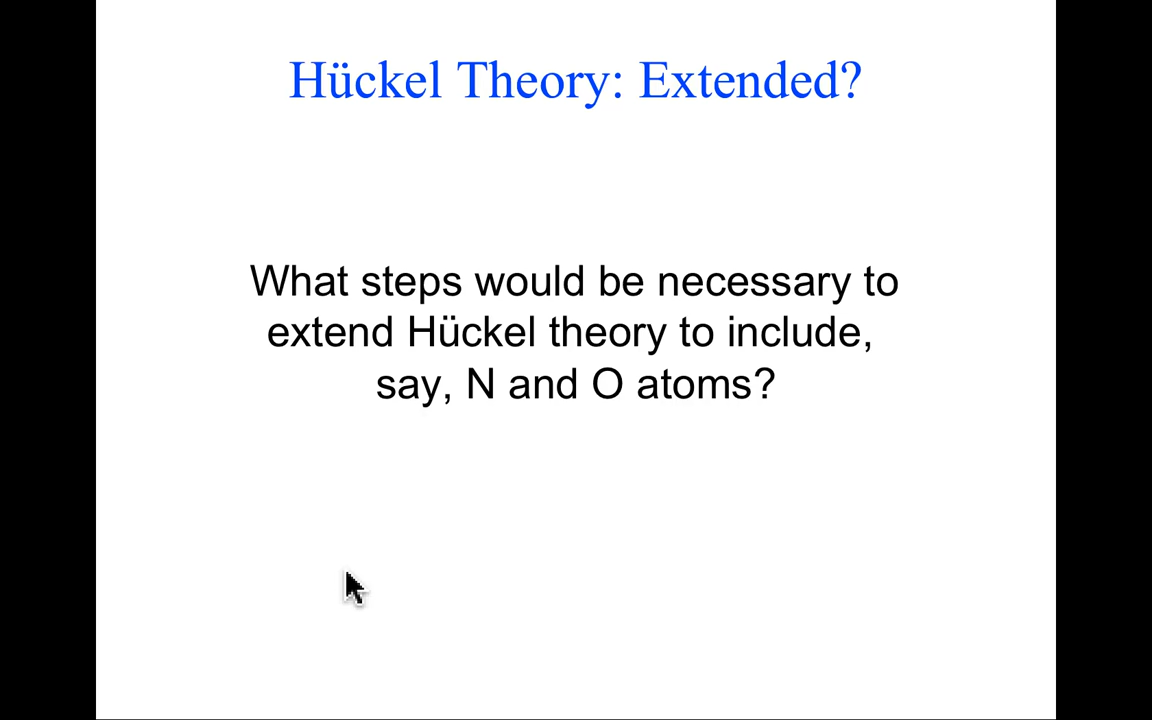 Hückel Theory: Extended?
What steps would be necessary to
extend Hückel theory to include,
say, N and O atoms?